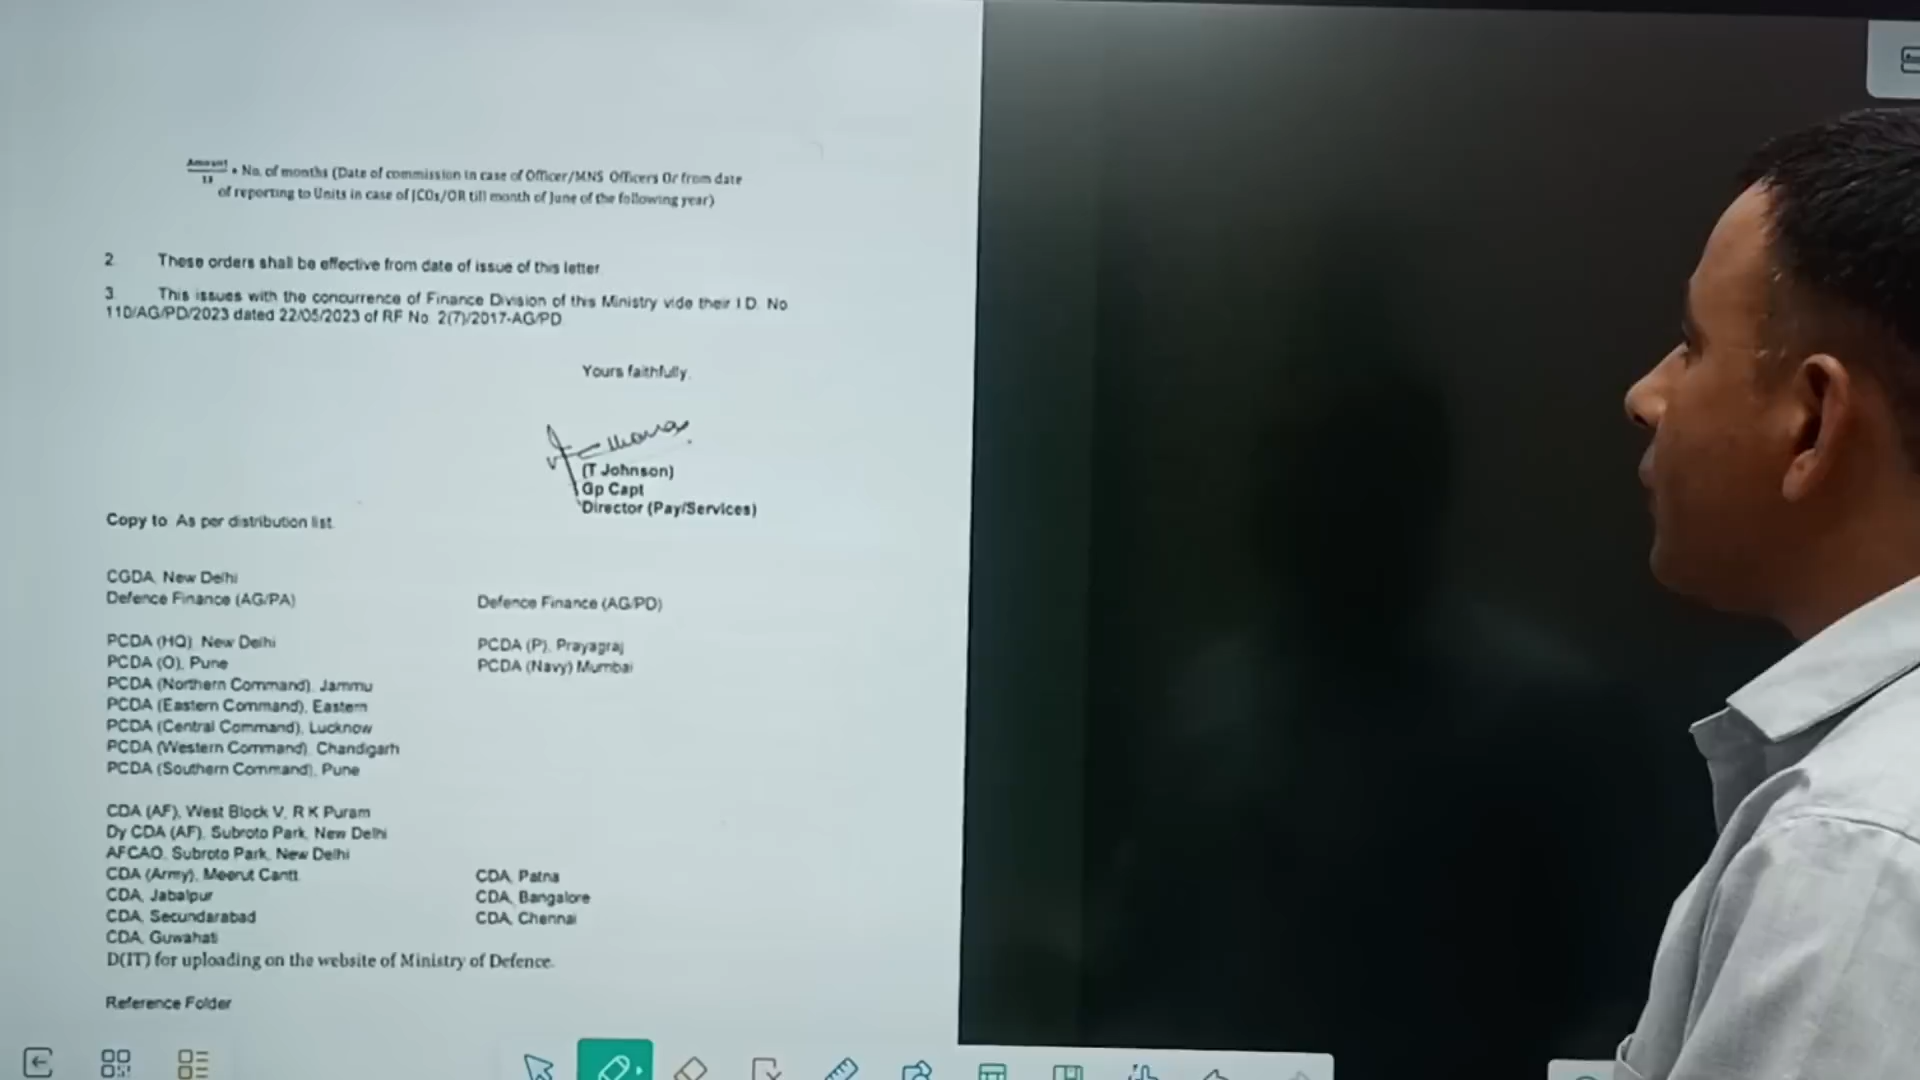 Amount
12
* No. of months (Date of commission in case of Officer/MNS Officers Or from date
of reporting to Units in case of JCOs/OR till month of June of the following year)
2. These orders shall be effective from date of issue of this letter.
3. This issues with the concurrence of Finance Division of this Ministry vide their I.D. No
110/AG/PD/2023 dated 22/05/2023 of RF No. 2(7)/2017-AG/PD.
Yours faithfully,
(T Johnson)
Gp Capt
Director (Pay/Services)
Copy to: As per distribution list.
CGDA, New Delhi
Defence Finance (AG/PA) Defence Finance (AG/PD)
PCDA (HQ), New Delhi PCDA (P), Prayagraj
PCDA (O), Pune PCDA (Navy) Mumbai
PCDA (Northern Command), Jammu
PCDA (Eastern Command), Eastern
PCDA (Central Command), Lucknow
PCDA (Western Command), Chandigarh
PCDA (Southern Command), Pune
CDA (AF), West Block V, R K Puram
Dy CDA (AF), Subroto Park, New Delhi
AFCAO, Subroto Park, New Delhi
CDA (Army), Meerut Cantt CDA, Patna
CDA, Jabalpur CDA, Bangalore
CDA, Secundarabad CDA, Chennai
CDA, Guwahati
D(IT) for uploading on the website of Ministry of Defence.
Reference Folder